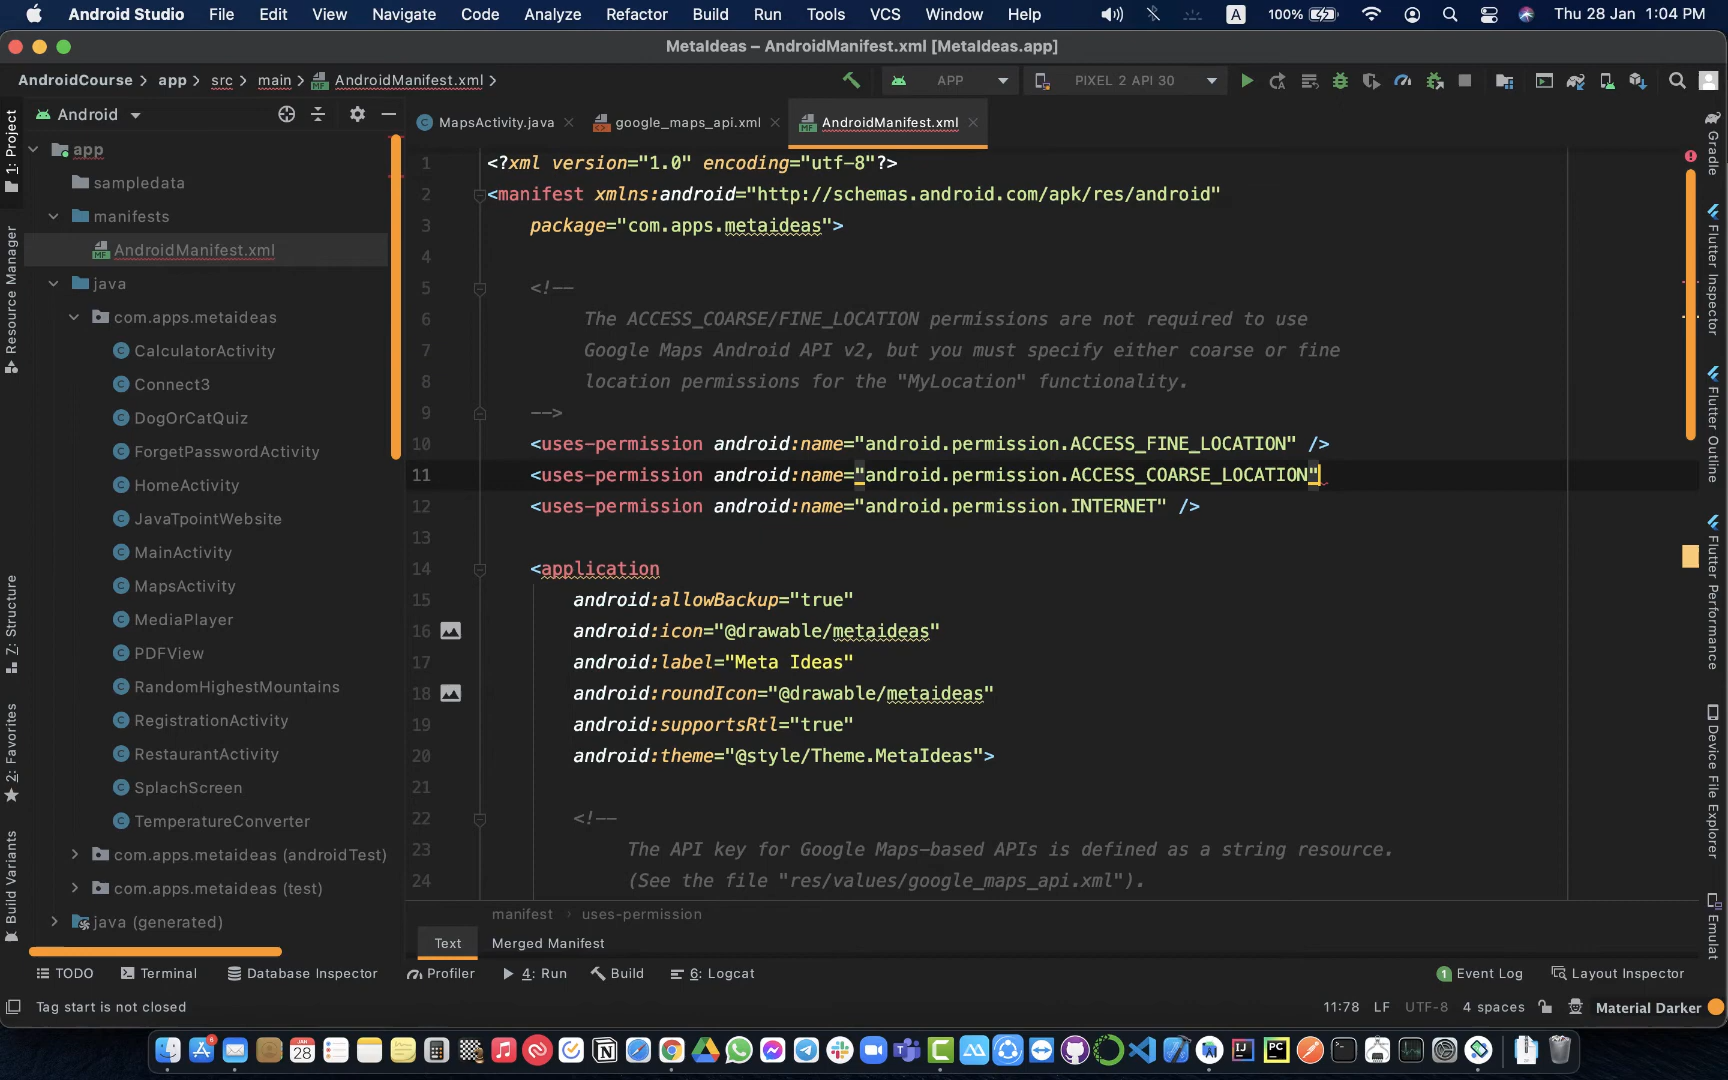 Android Studio File Edit View Navigate Code Analyze Refactor Build Run Tools VCS Window Help A 100% Thu 28 Jan 1:04 PM
MetaIdeas – AndroidManifest.xml [MetaIdeas.app]
AndroidCourse > app > src > main > AndroidManifest.xml >
APP
PIXEL 2 API 30
Android
MapsActivity.java
google_maps_api.xml
AndroidManifest.xml
1: Project
Resource Manager
7: Structure
2: Favorites
Build Variants
app
sampledata
manifests
AndroidManifest.xml
java
com.apps.metaideas
CalculatorActivity
Connect3
DogOrCatQuiz
ForgetPasswordActivity
HomeActivity
JavaTpointWebsite
MainActivity
MapsActivity
MediaPlayer
PDFView
RandomHighestMountains
RegistrationActivity
RestaurantActivity
SplachScreen
TemperatureConverter
com.apps.metaideas (androidTest)
com.apps.metaideas (test)
java (generated)
1 <?xml version="1.0" encoding="utf-8"?>
2 <manifest xmlns:android="http://schemas.android.com/apk/res/android"
3 package="com.apps.metaideas">
4
5 <!--
6 The ACCESS_COARSE/FINE_LOCATION permissions are not required to use
7 Google Maps Android API v2, but you must specify either coarse or fine
8 location permissions for the "MyLocation" functionality.
9 -->
10 <uses-permission android:name="android.permission.ACCESS_FINE_LOCATION" />
11 <uses-permission android:name="android.permission.ACCESS_COARSE_LOCATION"
12 <uses-permission android:name="android.permission.INTERNET" />
13
14 <application
15 android:allowBackup="true"
16 android:icon="@drawable/metaideas"
17 android:label="Meta Ideas"
18 android:roundIcon="@drawable/metaideas"
19 android:supportsRtl="true"
20 android:theme="@style/Theme.MetaIdeas">
21
22 <!--
23 The API key for Google Maps-based APIs is defined as a string resource.
24 (See the file "res/values/google_maps_api.xml").
manifest > uses-permission
Text Merged Manifest
Gradle
Flutter Inspector
Flutter Outline
Flutter Performance
Device File Explorer
Emulat
TODO Terminal Database Inspector Profiler 4: Run Build 6: Logcat 1 Event Log Layout Inspector
Tag start is not closed 11:78 LF UTF-8 4 spaces Material Darker